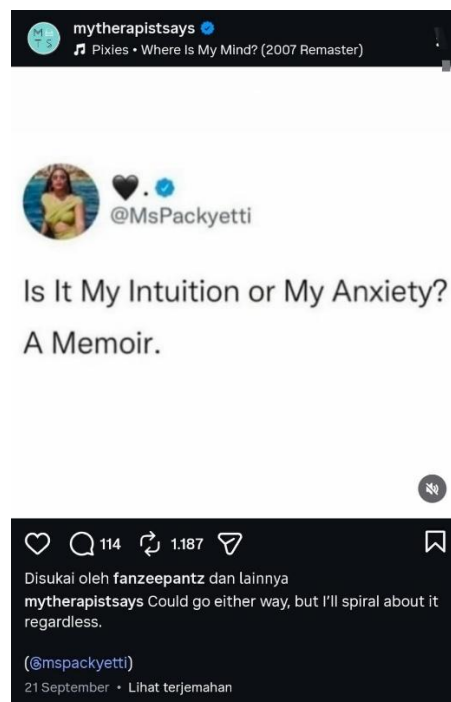 mytherapistsays
Pixies • Where Is My Mind? (2007 Remaster)
🖤.
@MsPackyetti
Is It My Intuition or My Anxiety?
A Memoir.
114 1.187
Disukai oleh fanzeepantz dan lainnya
mytherapistsays Could go either way, but I’ll spiral about it
regardless.
(@mspackyetti)
21 September • Lihat terjemahan